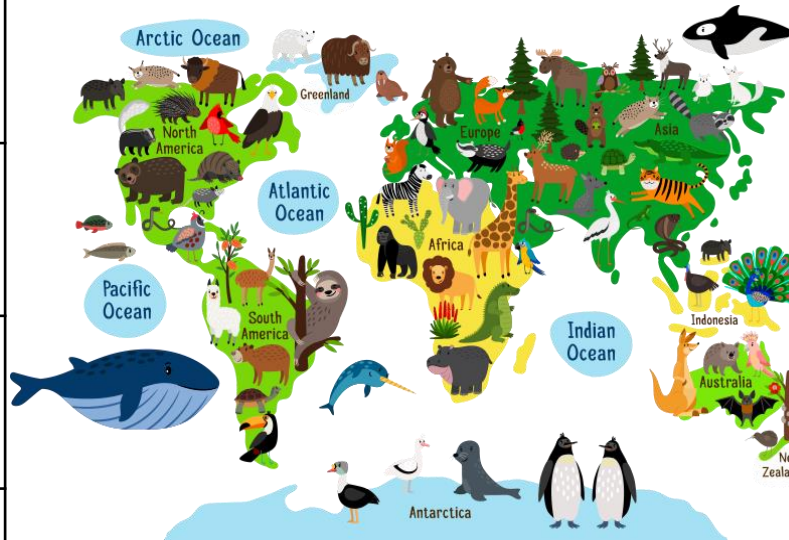 Arctic Ocean
Greenland
North
America
Europe
Asia
Atlantic
Ocean
Africa
Pacific
Ocean
South
America
Indian
Ocean
Indonesia
Australia
Antarctica